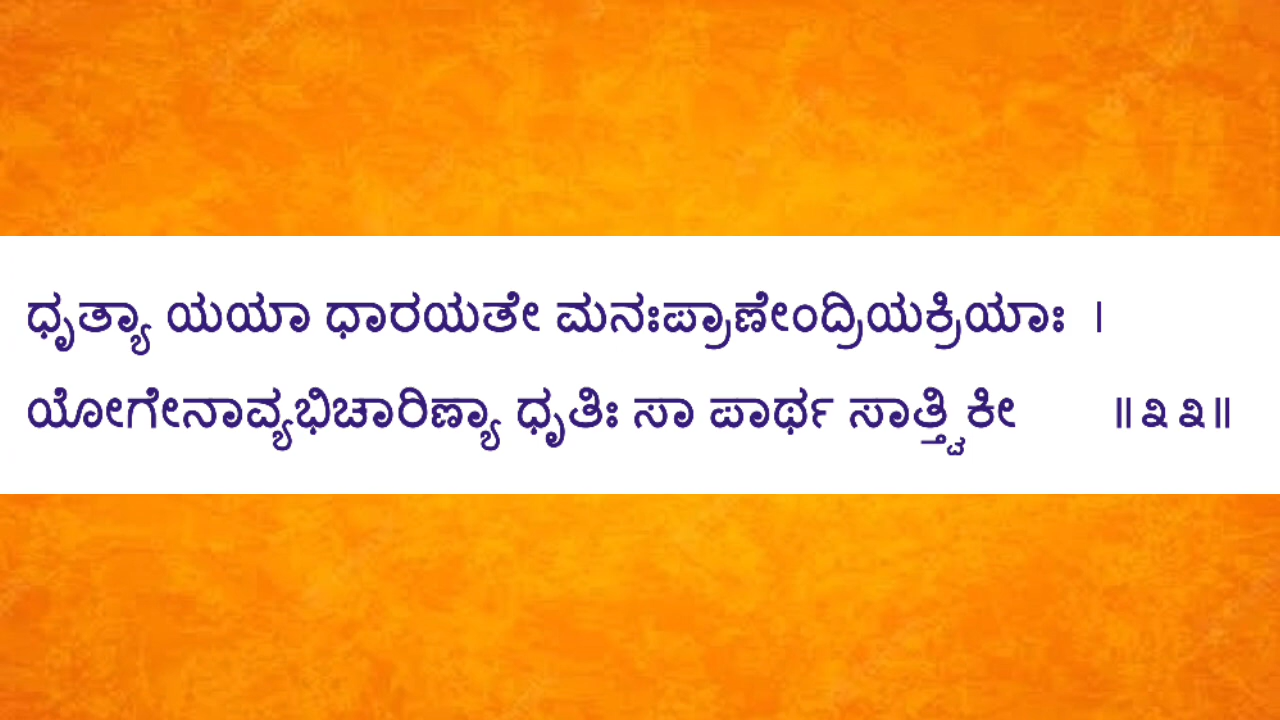 ಧೃತ್ಯಾ ಯಯಾ ಧಾರಯತೇ ಮನಃಪ್ರಾಣೇಂದ್ರಿಯಕ್ರಿಯಾಃ ।
ಯೋಗೇನಾವ್ಯಭಿಚಾರಿಣ್ಯಾ ಧೃತಿಃ ಸಾ ಪಾರ್ಥ ಸಾತ್ತ್ವಿಕೀ ॥೩೩॥